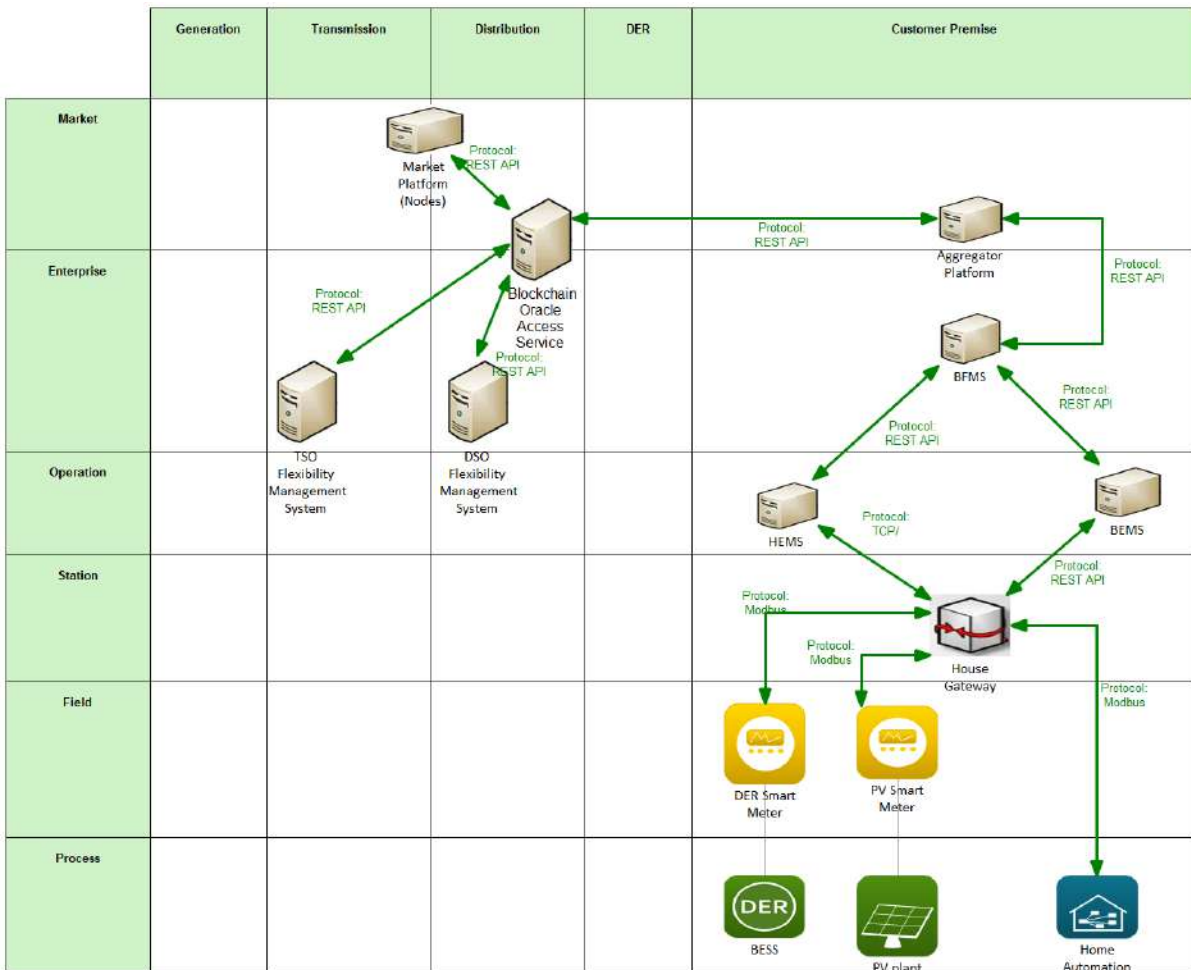 Generation
Transmission
Distribution
DER
Customer Premise
Market
Market
Platform
(Nodes)
Protocol:
REST API
Protocol:
REST API
Aggregator
Platform
Enterprise
Protocol:
REST API
Blockchain
Oracle
Access
Service
Protocol:
REST API
Protocol:
REST API
BFMS
Protocol:
REST API
Protocol:
REST API
Operation
TSO
Flexibility
Management
System
DSO
Flexibility
Management
System
HEMS
Protocol:
TCP/
BEMS
Station
Protocol:
REST API
Protocol:
Modbus
Protocol:
Modbus
House
Gateway
Field
Protocol:
Modbus
DER Smart
Meter
PV Smart
Meter
Process
DER
BESS
PV plant
Home
Automation